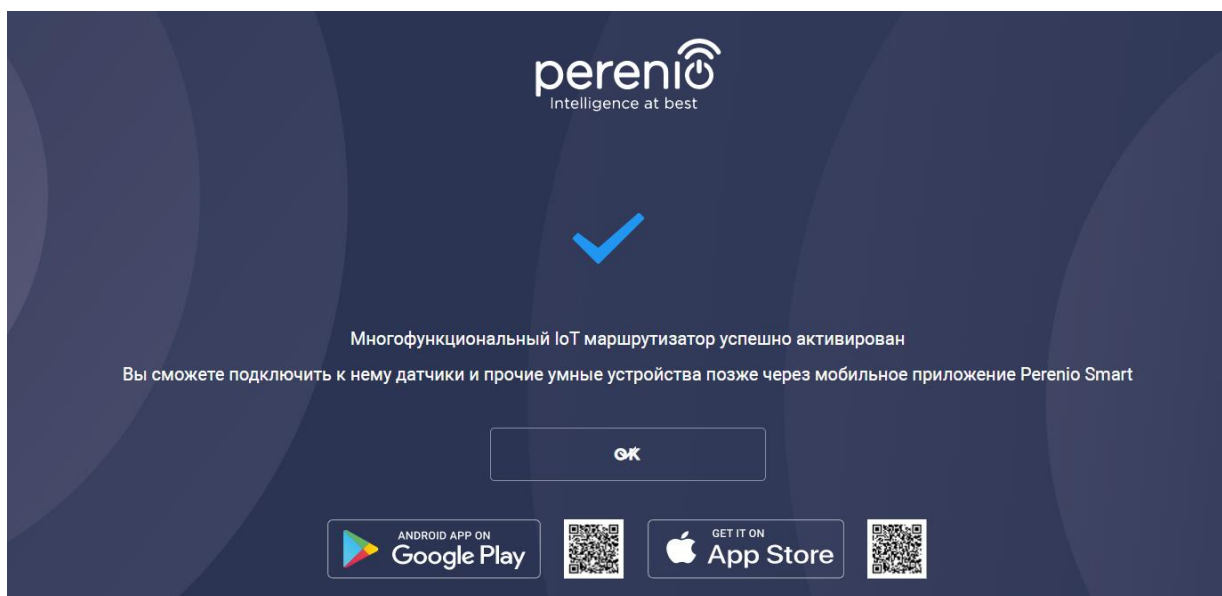 perenio
Intelligence at best
Многофункциональный IoT маршрутизатор успешно активирован
Вы сможете подключить к нему датчики и прочие умные устройства позже через мобильное приложение Perenio Smart
OK
ANDROID APP ON
Google Play
GET IT ON
App Store